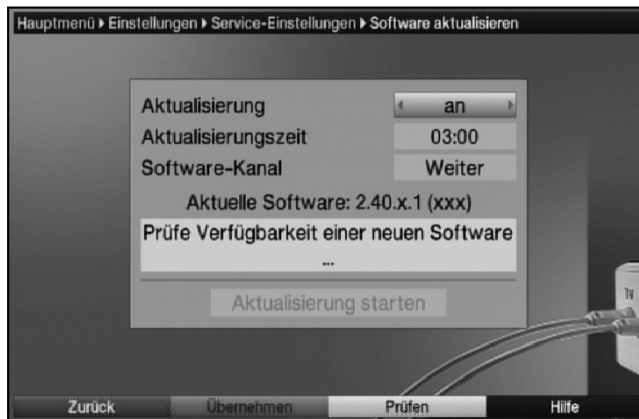 Hauptmenü ▸ Einstellungen ▸ Service-Einstellungen ▸ Software aktualisieren
Aktualisierung an
Aktualisierungszeit 03:00
Software-Kanal Weiter
Aktuelle Software: 2.40.x.1 (xxx)
Prüfe Verfügbarkeit einer neuen Software
...
Aktualisierung starten
TV
Zurück Übernehmen Prüfen Hilfe